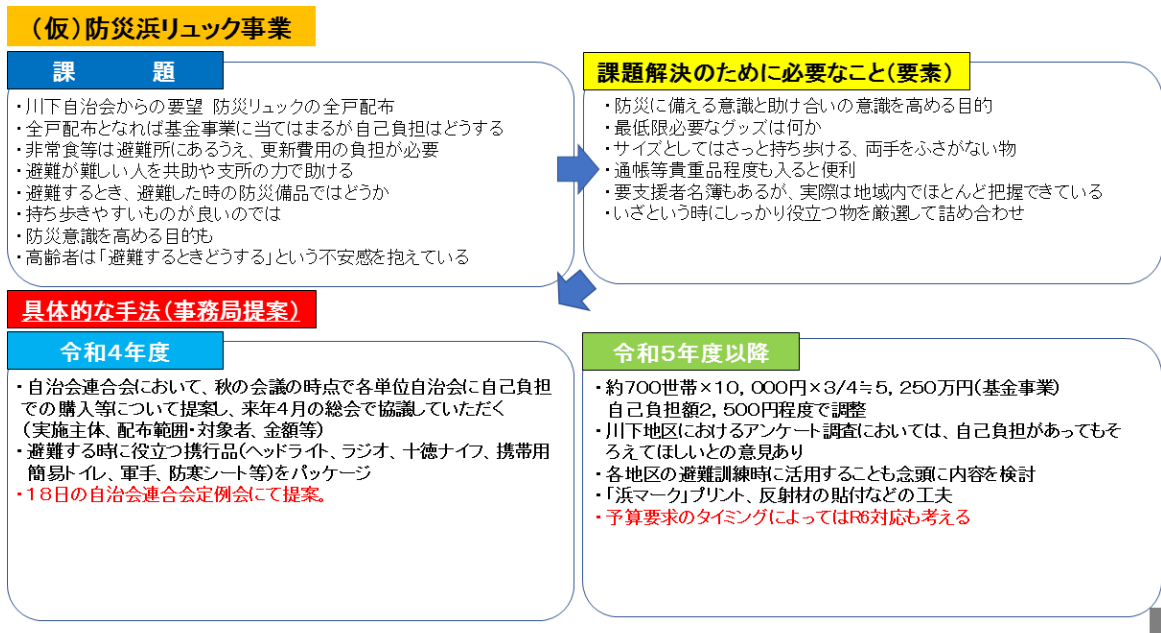 （仮）防災浜リュック事業
課　　題
・川下自治会からの要望 防災リュックの全戸配布
・全戸配布となれば基金事業に当てはまるが自己負担はどうする
・非常食等は避難所にあるうえ、更新費用の負担が必要
・避難が難しい人を共助や支所の力で助ける
・避難するとき、避難した時の防災備品ではどうか
・持ち歩きやすいものが良いのでは
・防災意識を高める目的も
・高齢者は「避難するときどうする」という不安感を抱えている
課題解決のために必要なこと（要素）
・防災に備える意識と助け合いの意識を高める目的
・最低限必要なグッズは何か
・サイズとしてはさっと持ち歩ける、両手をふさがない物
・通帳等貴重品程度も入ると便利
・要支援者名簿もあるが、実際は地域内でほとんど把握できている
・いざという時にしっかり役立つ物を厳選して詰め合わせ
具体的な手法（事務局提案）
令和４年度
・自治会連合会において、秋の会議の時点で各単位自治会に自己負担
での購入等について提案し、来年４月の総会で協議していただく
（実施主体、配布範囲・対象者、金額等）
・避難する時に役立つ携行品（ヘッドライト、ラジオ、十徳ナイフ、携帯用
簡易トイレ、軍手、防寒シート等）をパッケージ
・１８日の自治会連合会定例会にて提案。
令和５年度以降
・約700世帯×10，000円×3/4≒5，250万円（基金事業）
自己負担額2，500円程度で調整
・川下地区におけるアンケート調査においては、自己負担があってもそ
ろえてほしいとの意見あり
・各地区の避難訓練時に活用することも念頭に内容を検討
・「浜マーク」プリント、反射材の貼付などの工夫
・予算要求のタイミングによってはR6対応も考える